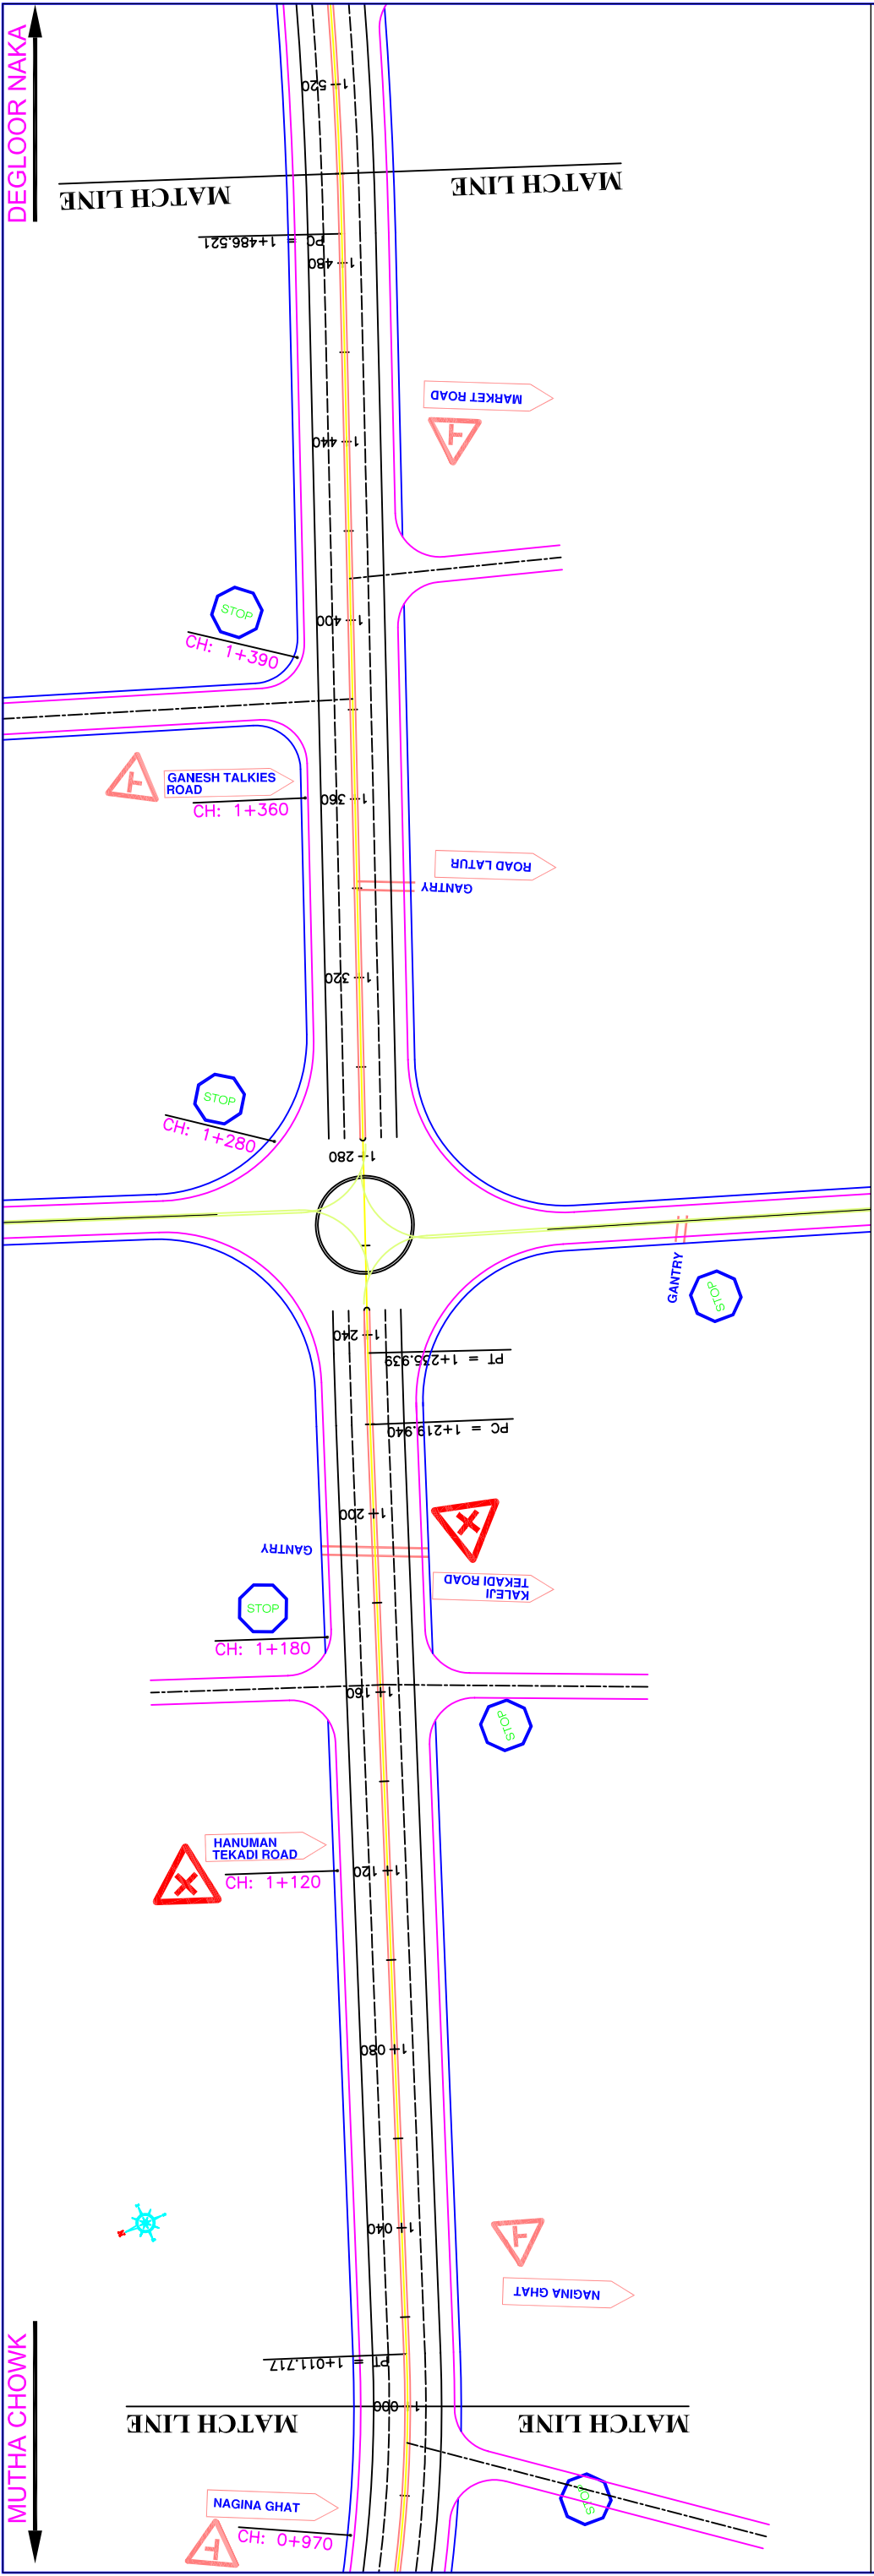 DEGLOOR NAKA
1+520
MATCH LINE
MATCH LINE
PC = 1+486.521
1+480
MARKET ROAD
1+440
STOP
1+400
CH: 1+390
GANESH TALKIES
ROAD
1+360
CH: 1+360
ROAD LATUR
GANTRY
1+320
STOP
CH: 1+280
1+280
GANTRY
STOP
1+240
PT = 1+235.939
PC = 1+219.940
1+200
GANTRY
KALEJI
TEKADI ROAD
STOP
CH: 1+180
1+160
STOP
HANUMAN
TEKADI ROAD
1+120
CH: 1+120
1+080
1+040
NAGINA GHAT
MUTHA CHOWK
PT = 1+011.717
1+000
MATCH LINE
MATCH LINE
NAGINA GHAT
STOP
CH: 0+970